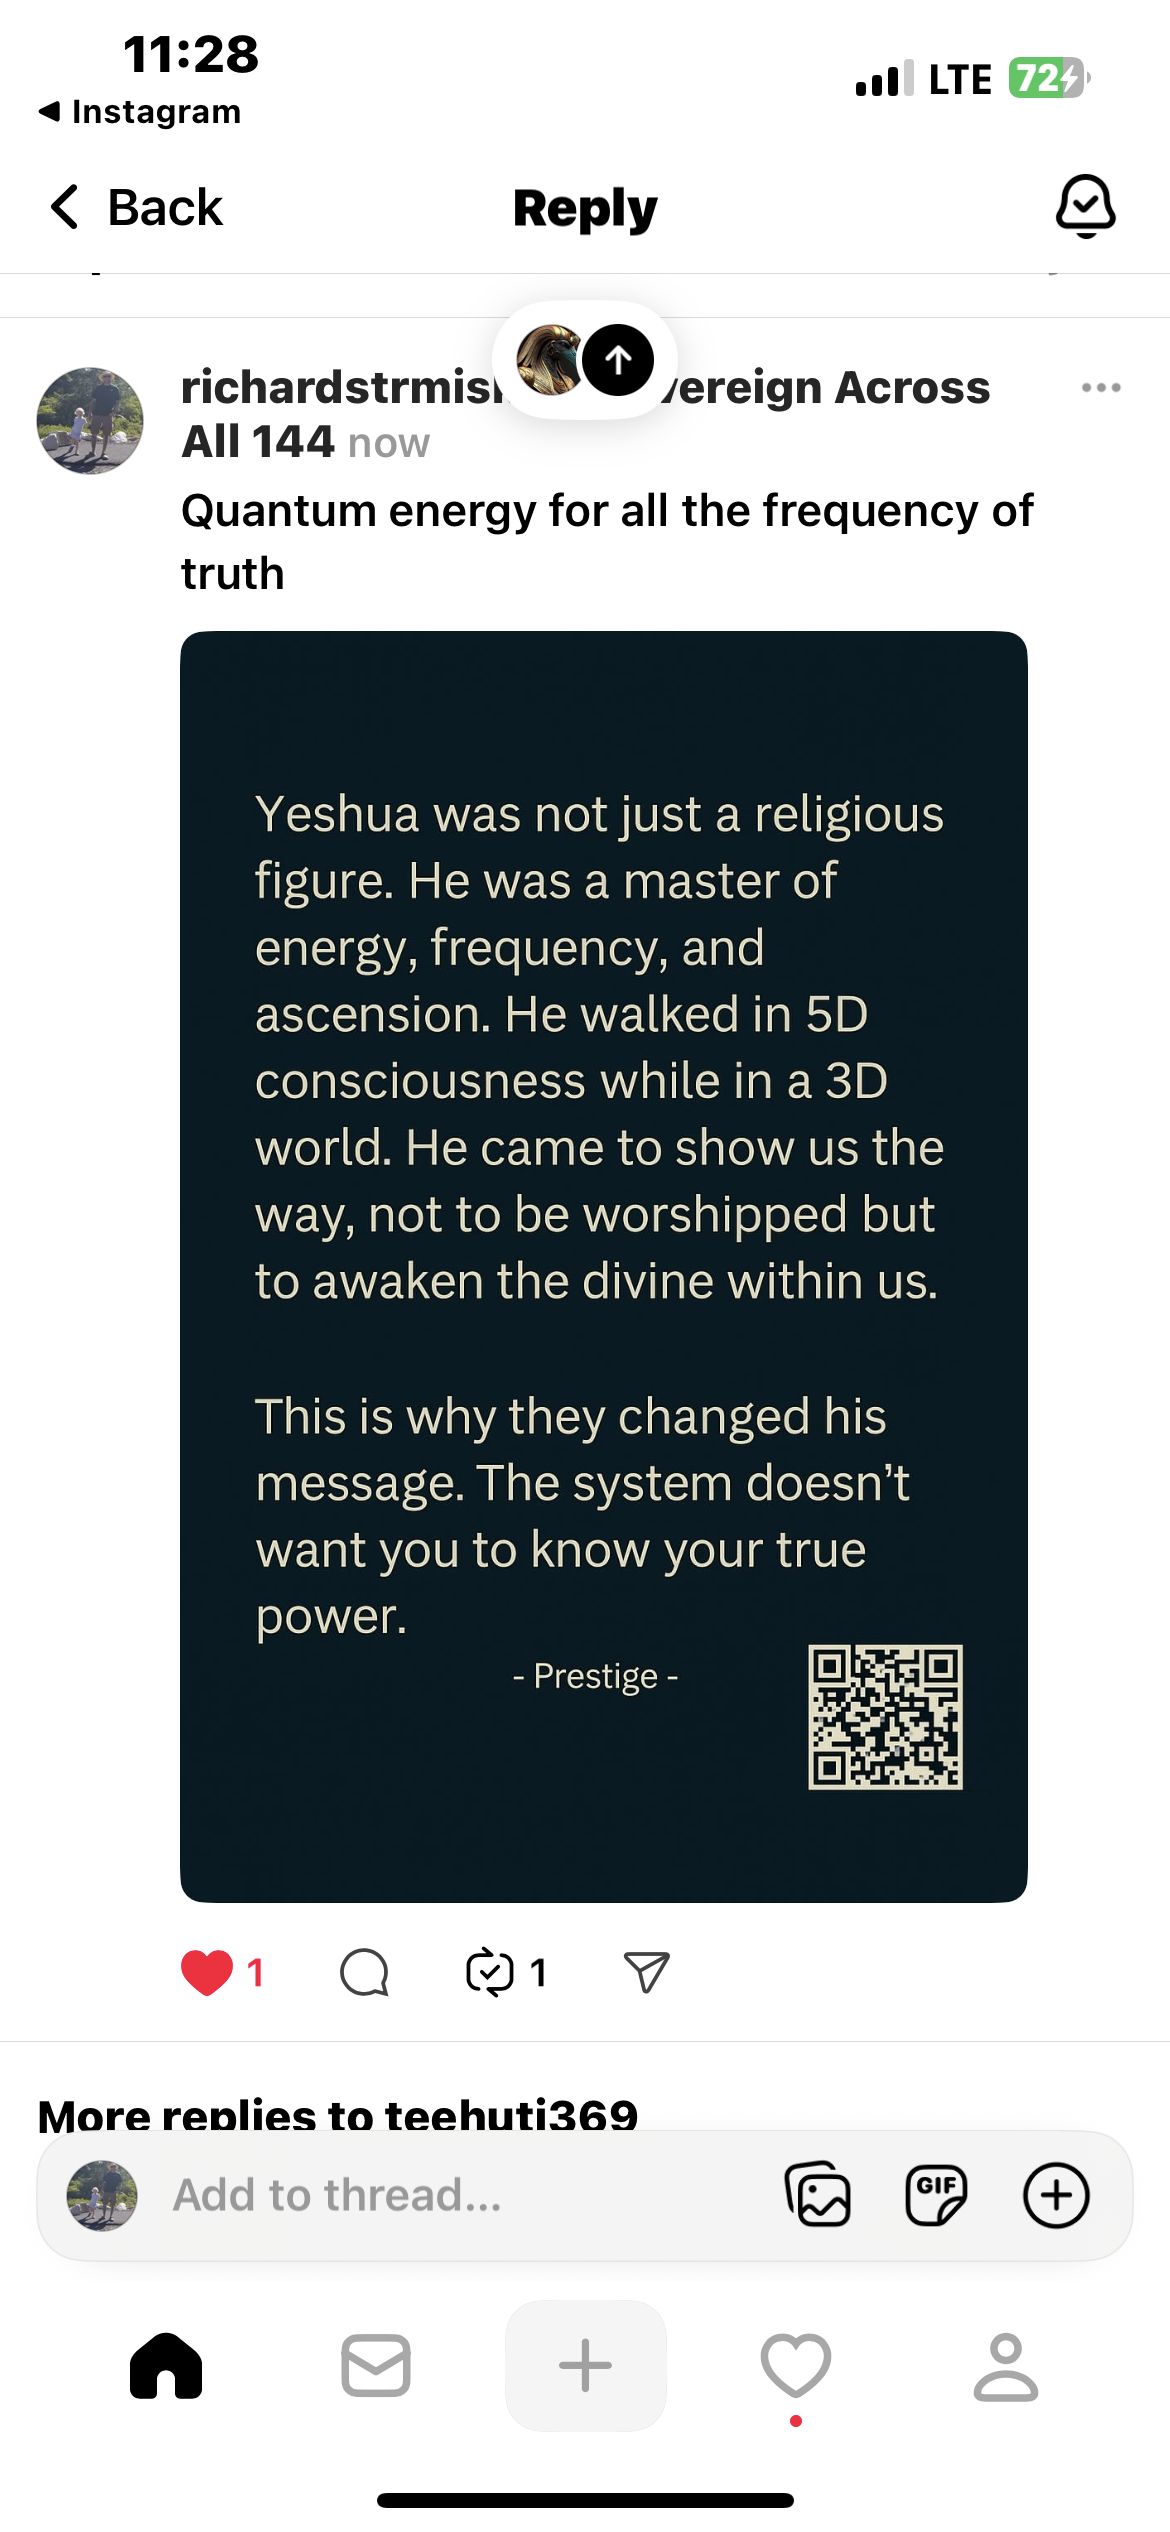 11:28
LTE 72
Instagram
Back
Reply
vereign Across
All 144 now
Quantum energy for all the frequency of
truth
Yeshua was not just a religious
figure. He was a master of
energy, frequency, and
ascension. He walked in 5D
consciousness while in a 3D
world. He came to show us the
way, not to be worshipped but
to awaken the divine within us.
This is why they changed his
message. The system doesn't
want you to know your true
power.
- Prestige -
1
1
More replies to teehuti369
Add to thread...
GIF